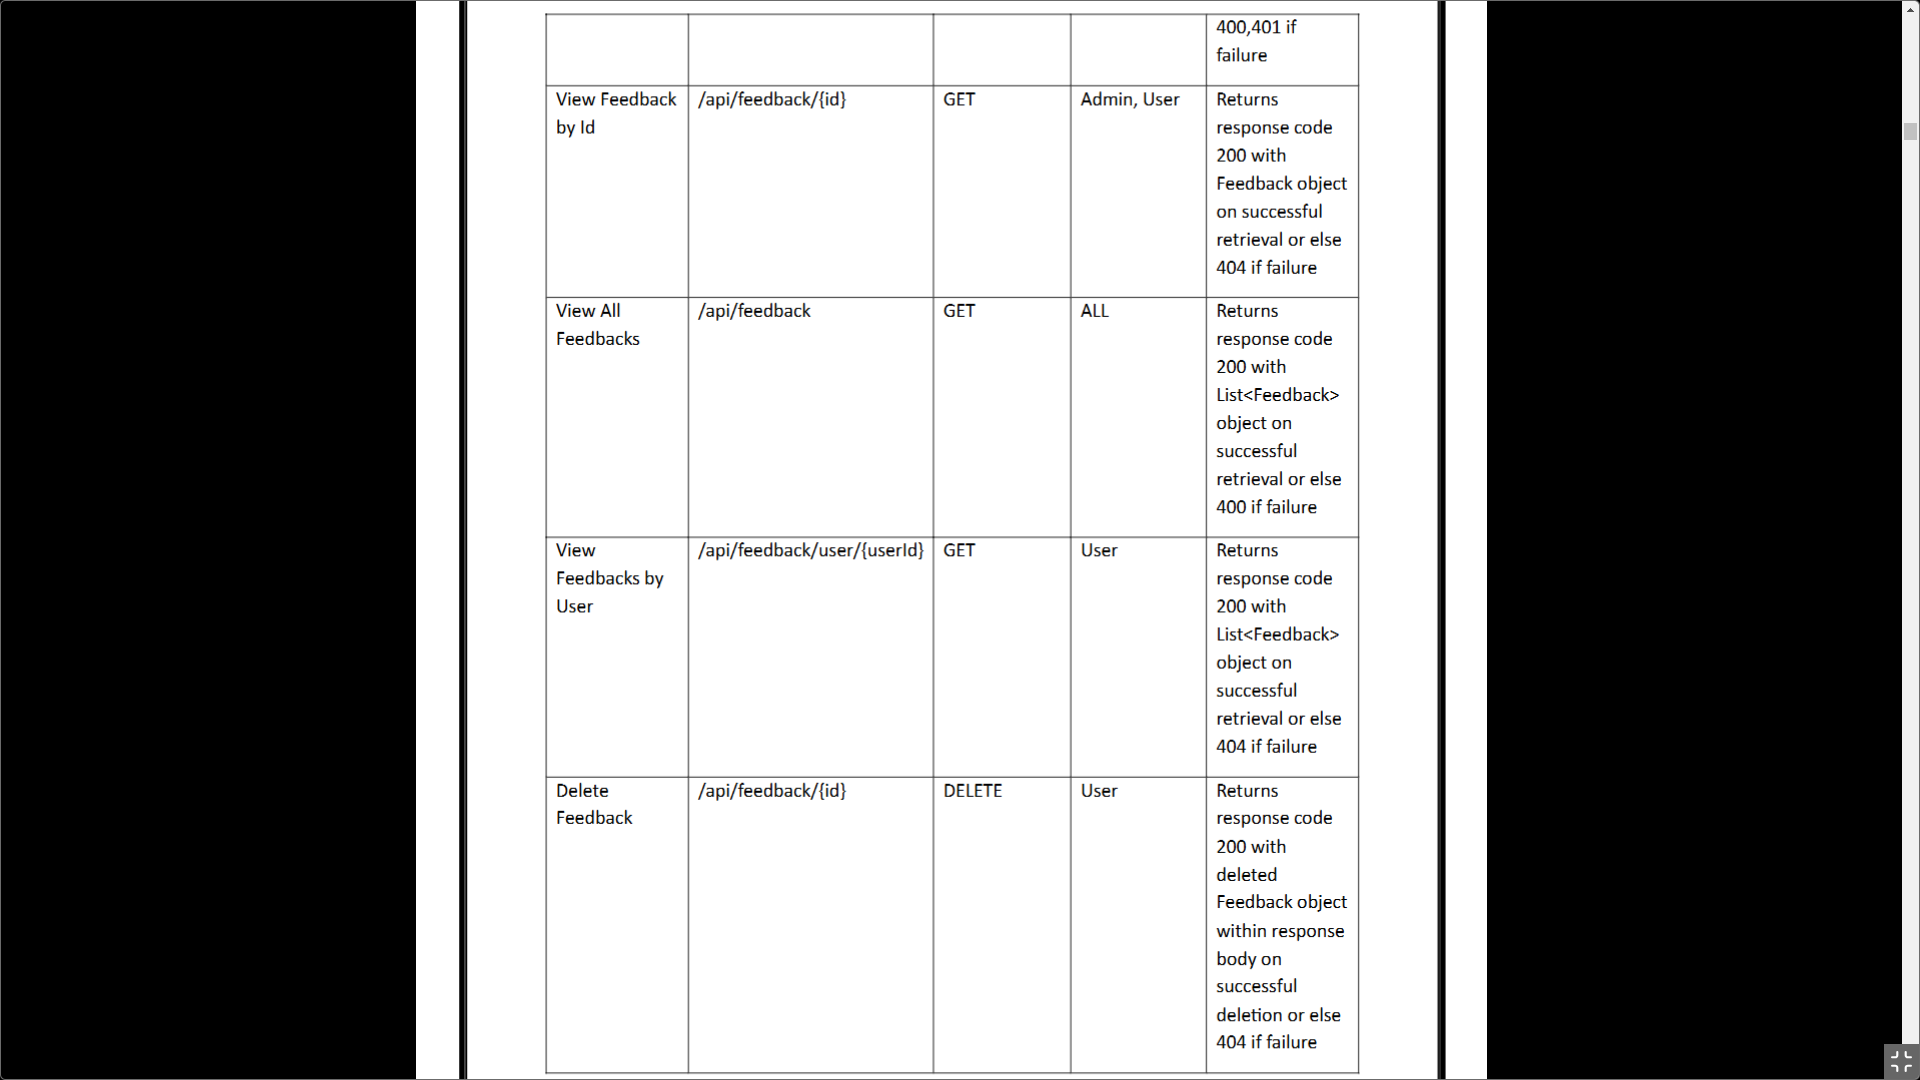 400,401 if
failure
View Feedback
by Id
/api/feedback/{id}
GET
Admin, User
Returns
response code
200 with
Feedback object
on successful
retrieval or else
404 if failure
View All
Feedbacks
/api/feedback
GET
ALL
Returns
response code
200 with
List<Feedback>
object on
successful
retrieval or else
400 if failure
View
Feedbacks by
User
/api/feedback/user/{userId}
GET
User
Returns
response code
200 with
List<Feedback>
object on
successful
retrieval or else
404 if failure
Delete
Feedback
/api/feedback/{id}
DELETE
User
Returns
response code
200 with
deleted
Feedback object
within response
body on
successful
deletion or else
404 if failure